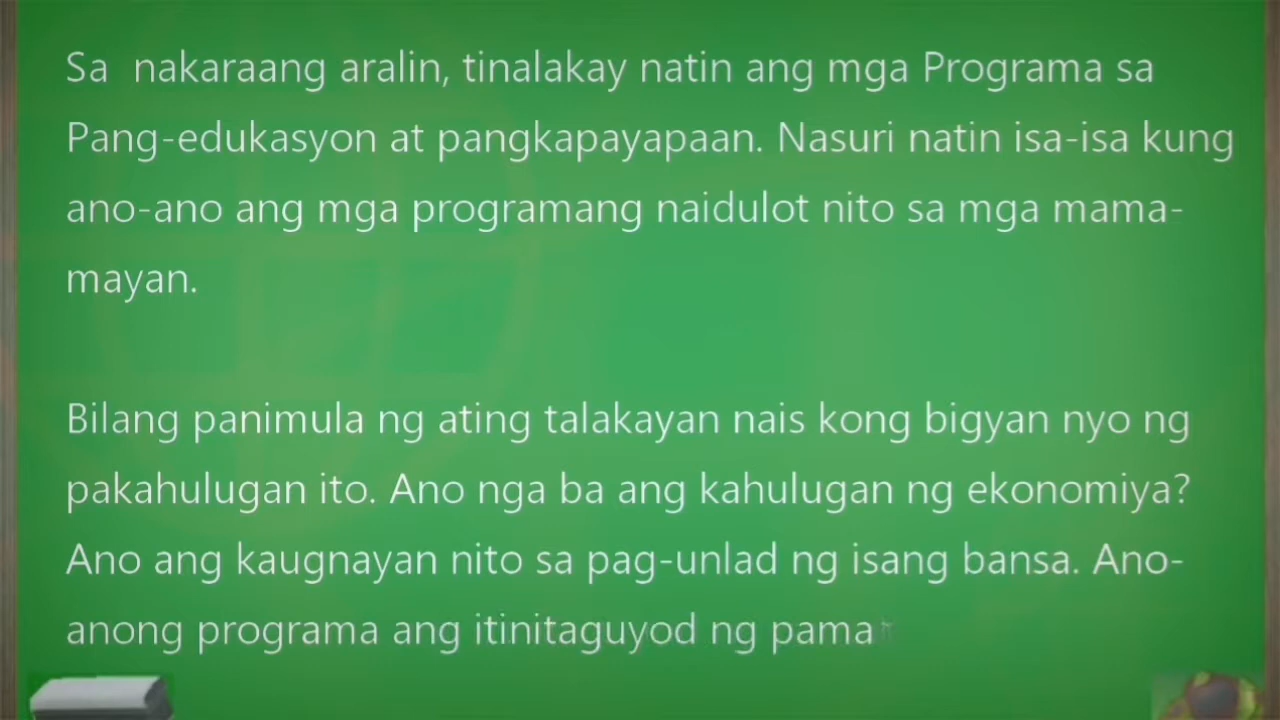 Sa nakaraang aralin, tinalakay natin ang mga Programa sa
Pang-edukasyon at pangkapayapaan. Nasuri natin isa-isa kung
ano-ano ang mga programang naidulot nito sa mga mama-
mayan.
Bilang panimula ng ating talakayan nais kong bigyan nyo ng
pakahulugan ito. Ano nga ba ang kahulugan ng ekonomiya?
Ano ang kaugnayan nito sa pag-unlad ng isang bansa. Ano-
anong programa ang itinitaguyod ng pama